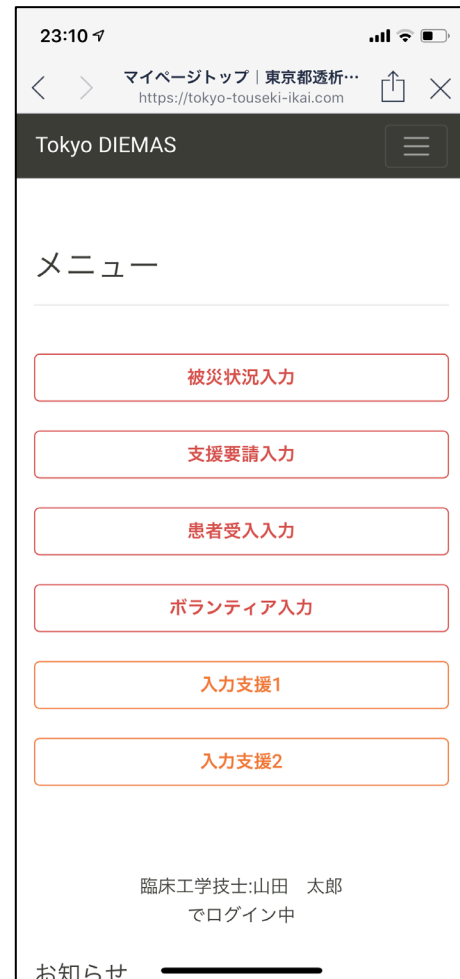 23:10
マイページトップ｜東京都透析…
https://tokyo-touseki-ikai.com
Tokyo DIEMAS
メニュー
被災状況入力
支援要請入力
患者受入入力
ボランティア入力
入力支援1
入力支援2
臨床工学技士:山田　太郎
でログイン中
お知らせ